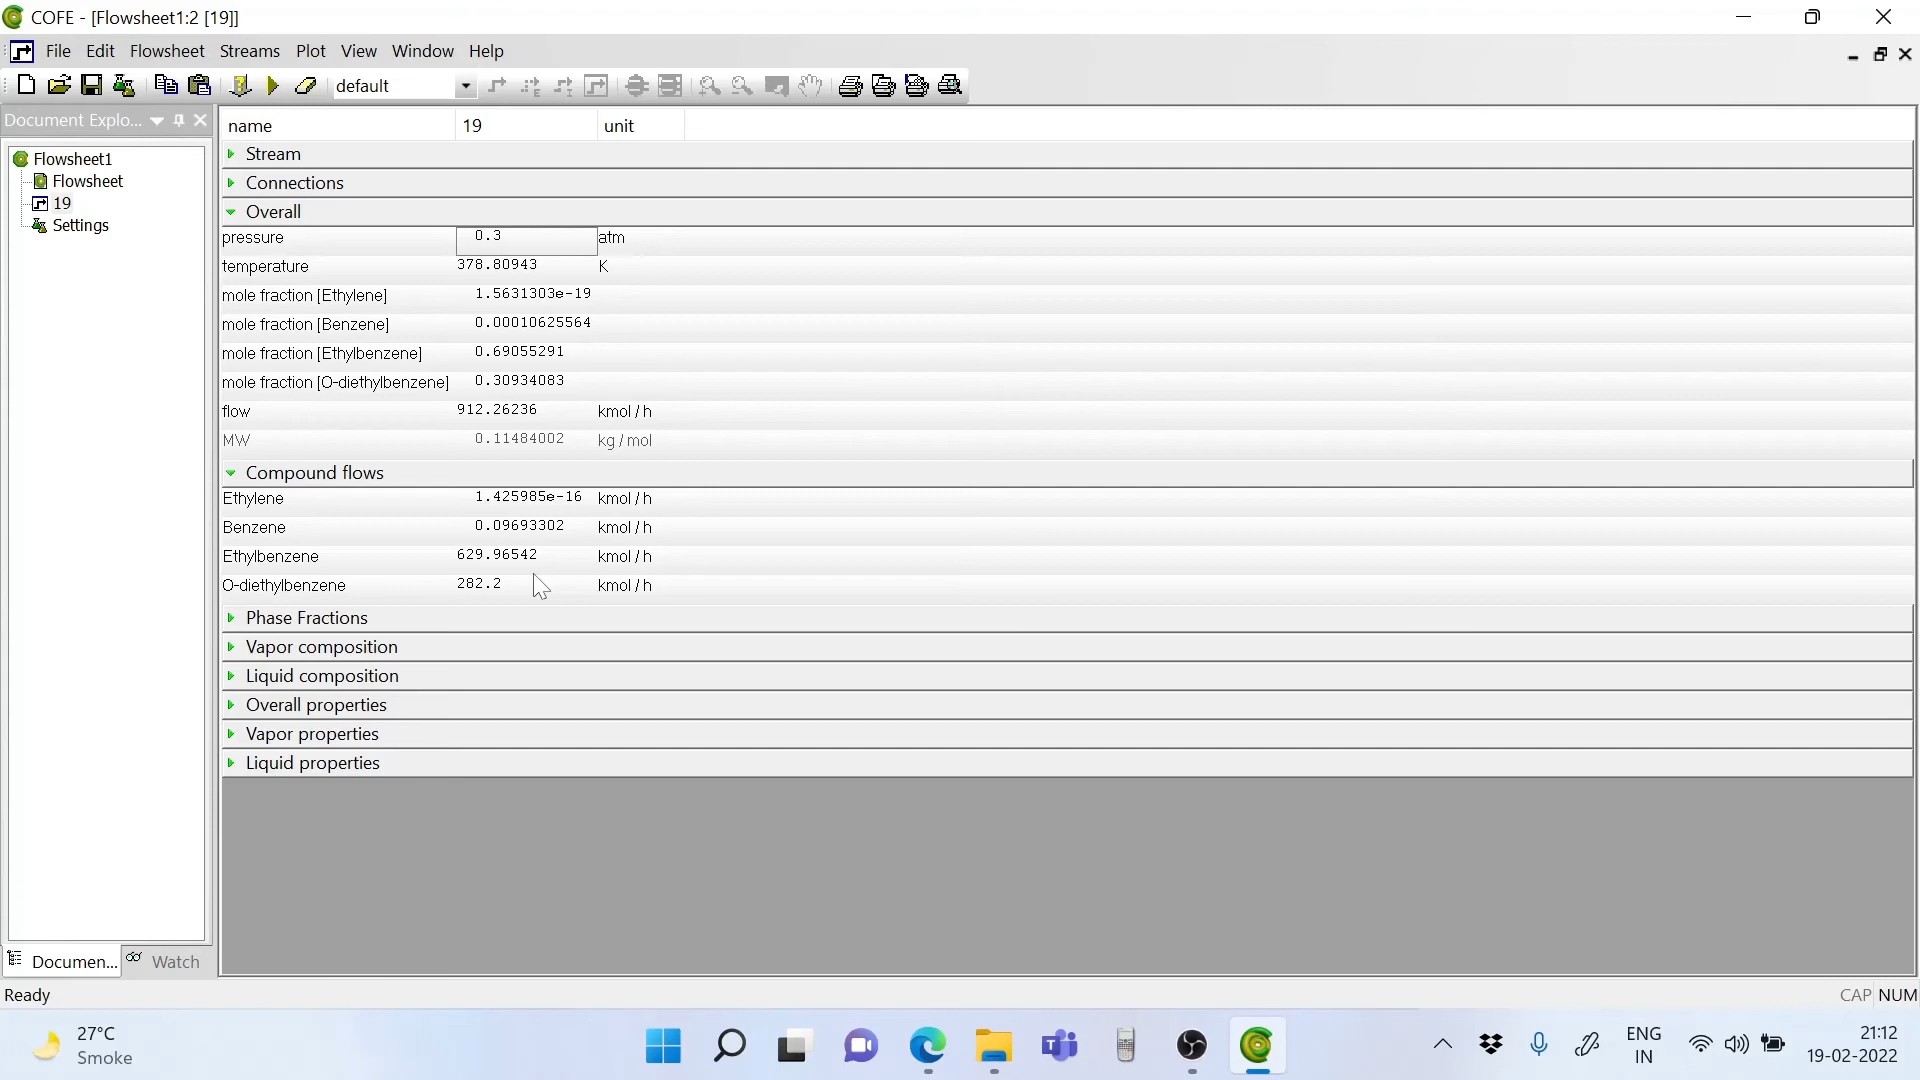 COFE - [Flowsheet1:2 [19]]
File Edit Flowsheet Streams Plot View Window Help
default
Document Explo...
Flowsheet1
Flowsheet
19
Settings
Documen... Watch
name 19 unit
Stream
Connections
Overall
pressure 0.3 atm
temperature 378.80943 K
mole fraction [Ethylene] 1.5631303e-19
mole fraction [Benzene] 0.00010625564
mole fraction [Ethylbenzene] 0.69055291
mole fraction [O-diethylbenzene] 0.30934083
flow 912.26236 kmol / h
MW 0.11484002 kg / mol
Compound flows
Ethylene 1.425985e-16 kmol / h
Benzene 0.09693302 kmol / h
Ethylbenzene 629.96542 kmol / h
O-diethylbenzene 282.2 kmol / h
Phase Fractions
Vapor composition
Liquid composition
Overall properties
Vapor properties
Liquid properties
Ready CAP NUM
27°C
Smoke
ENG
IN
21:12
19-02-2022